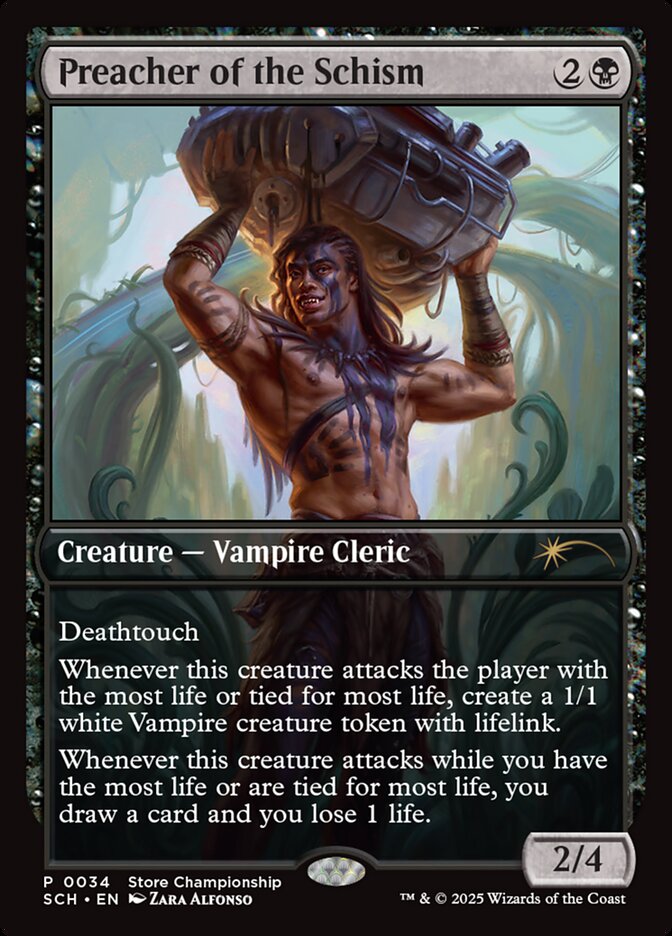 Preacher of the Schism 2
Creature — Vampire Cleric
Deathtouch
Whenever this creature attacks the player with
the most life or tied for most life, create a 1/1
white Vampire creature token with lifelink.
Whenever this creature attacks while you have
the most life or are tied for most life, you
draw a card and you lose 1 life.
2/4
P 0034 Store Championship
SCH • EN Zara Alfonso
™ & © 2025 Wizards of the Coast